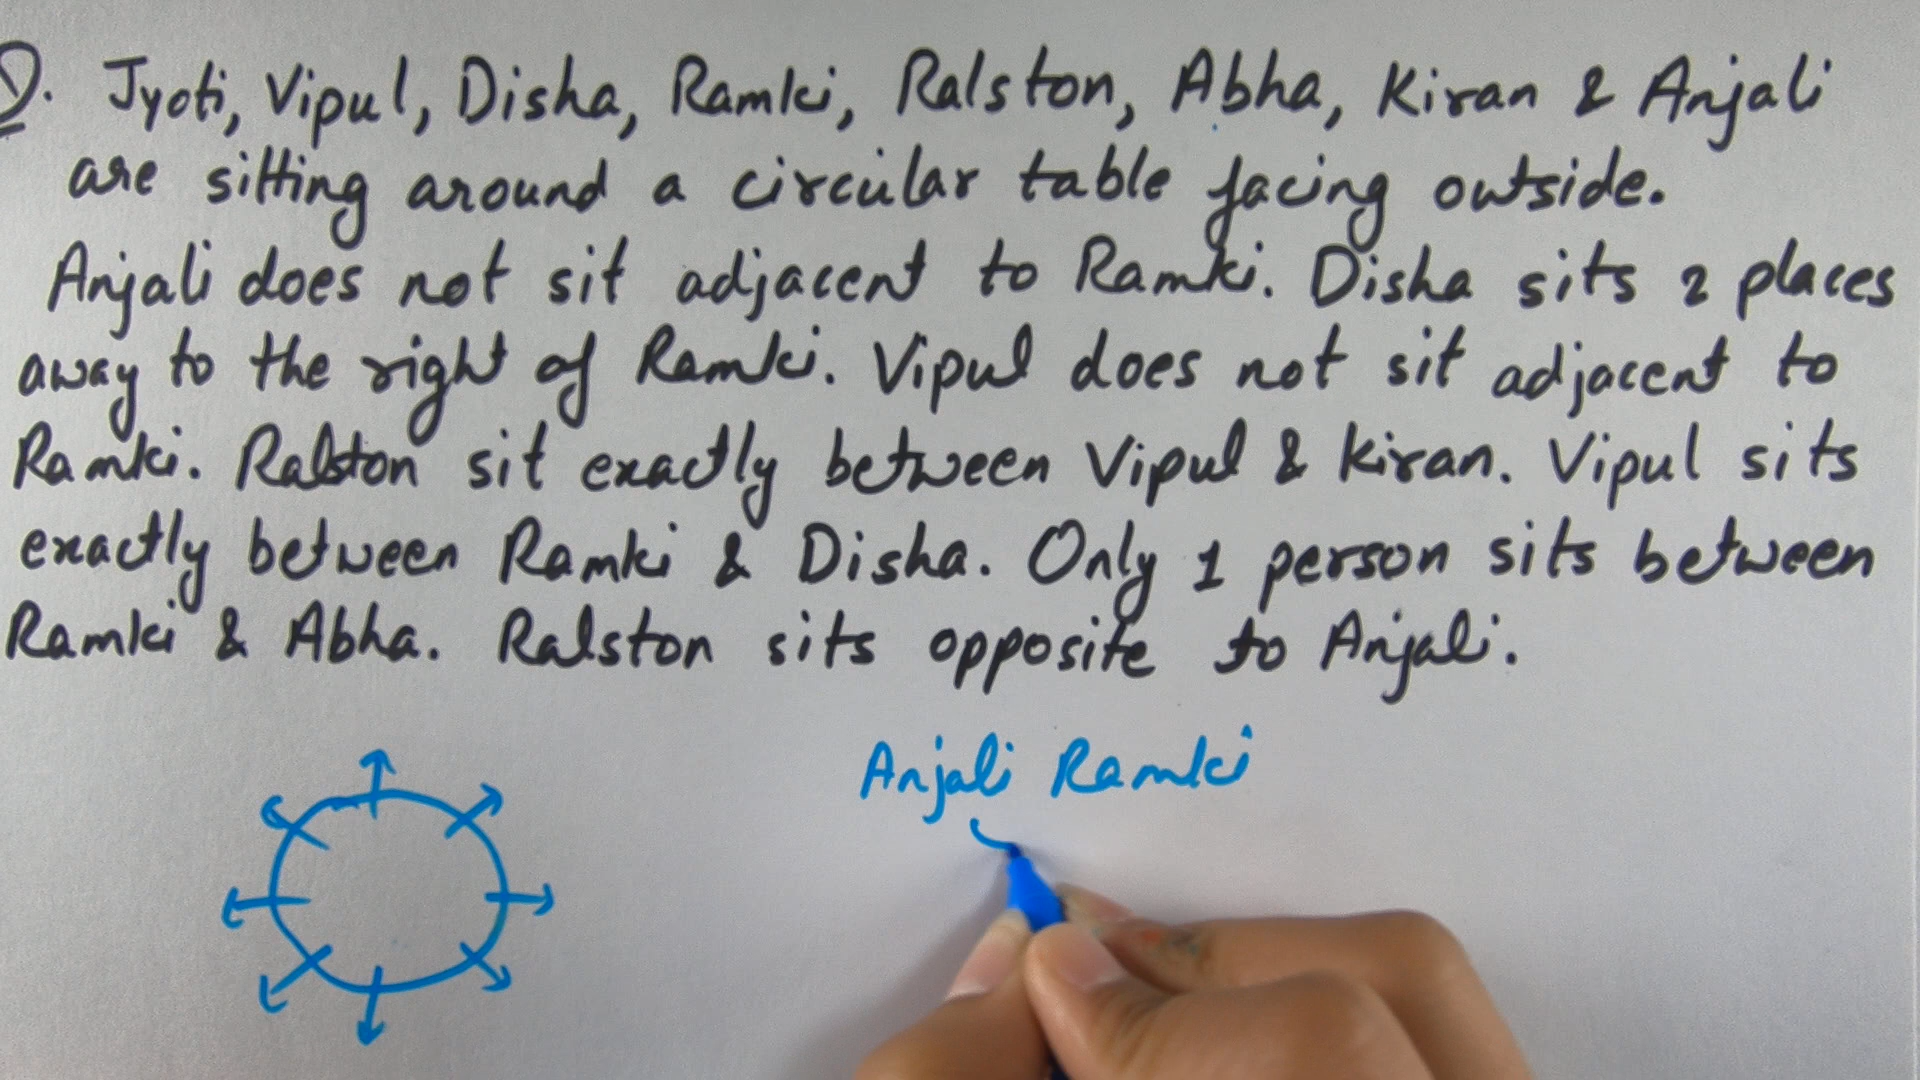 Q. Jyoti, Vipul, Disha, Ramki, Ralston, Abha, Kiran & Anjali
are sitting around a circular table facing outside.
Anjali does not sit adjacent to Ramki. Disha sits 2 places
away to the right of Ramki. Vipul does not sit adjacent to
Ramki. Ralston sit exactly between Vipul & Kiran. Vipul sits
exactly between Ramki & Disha. Only 1 person sits between
Ramki & Abha. Ralston sits opposite to Anjali.
Anjali Ramki